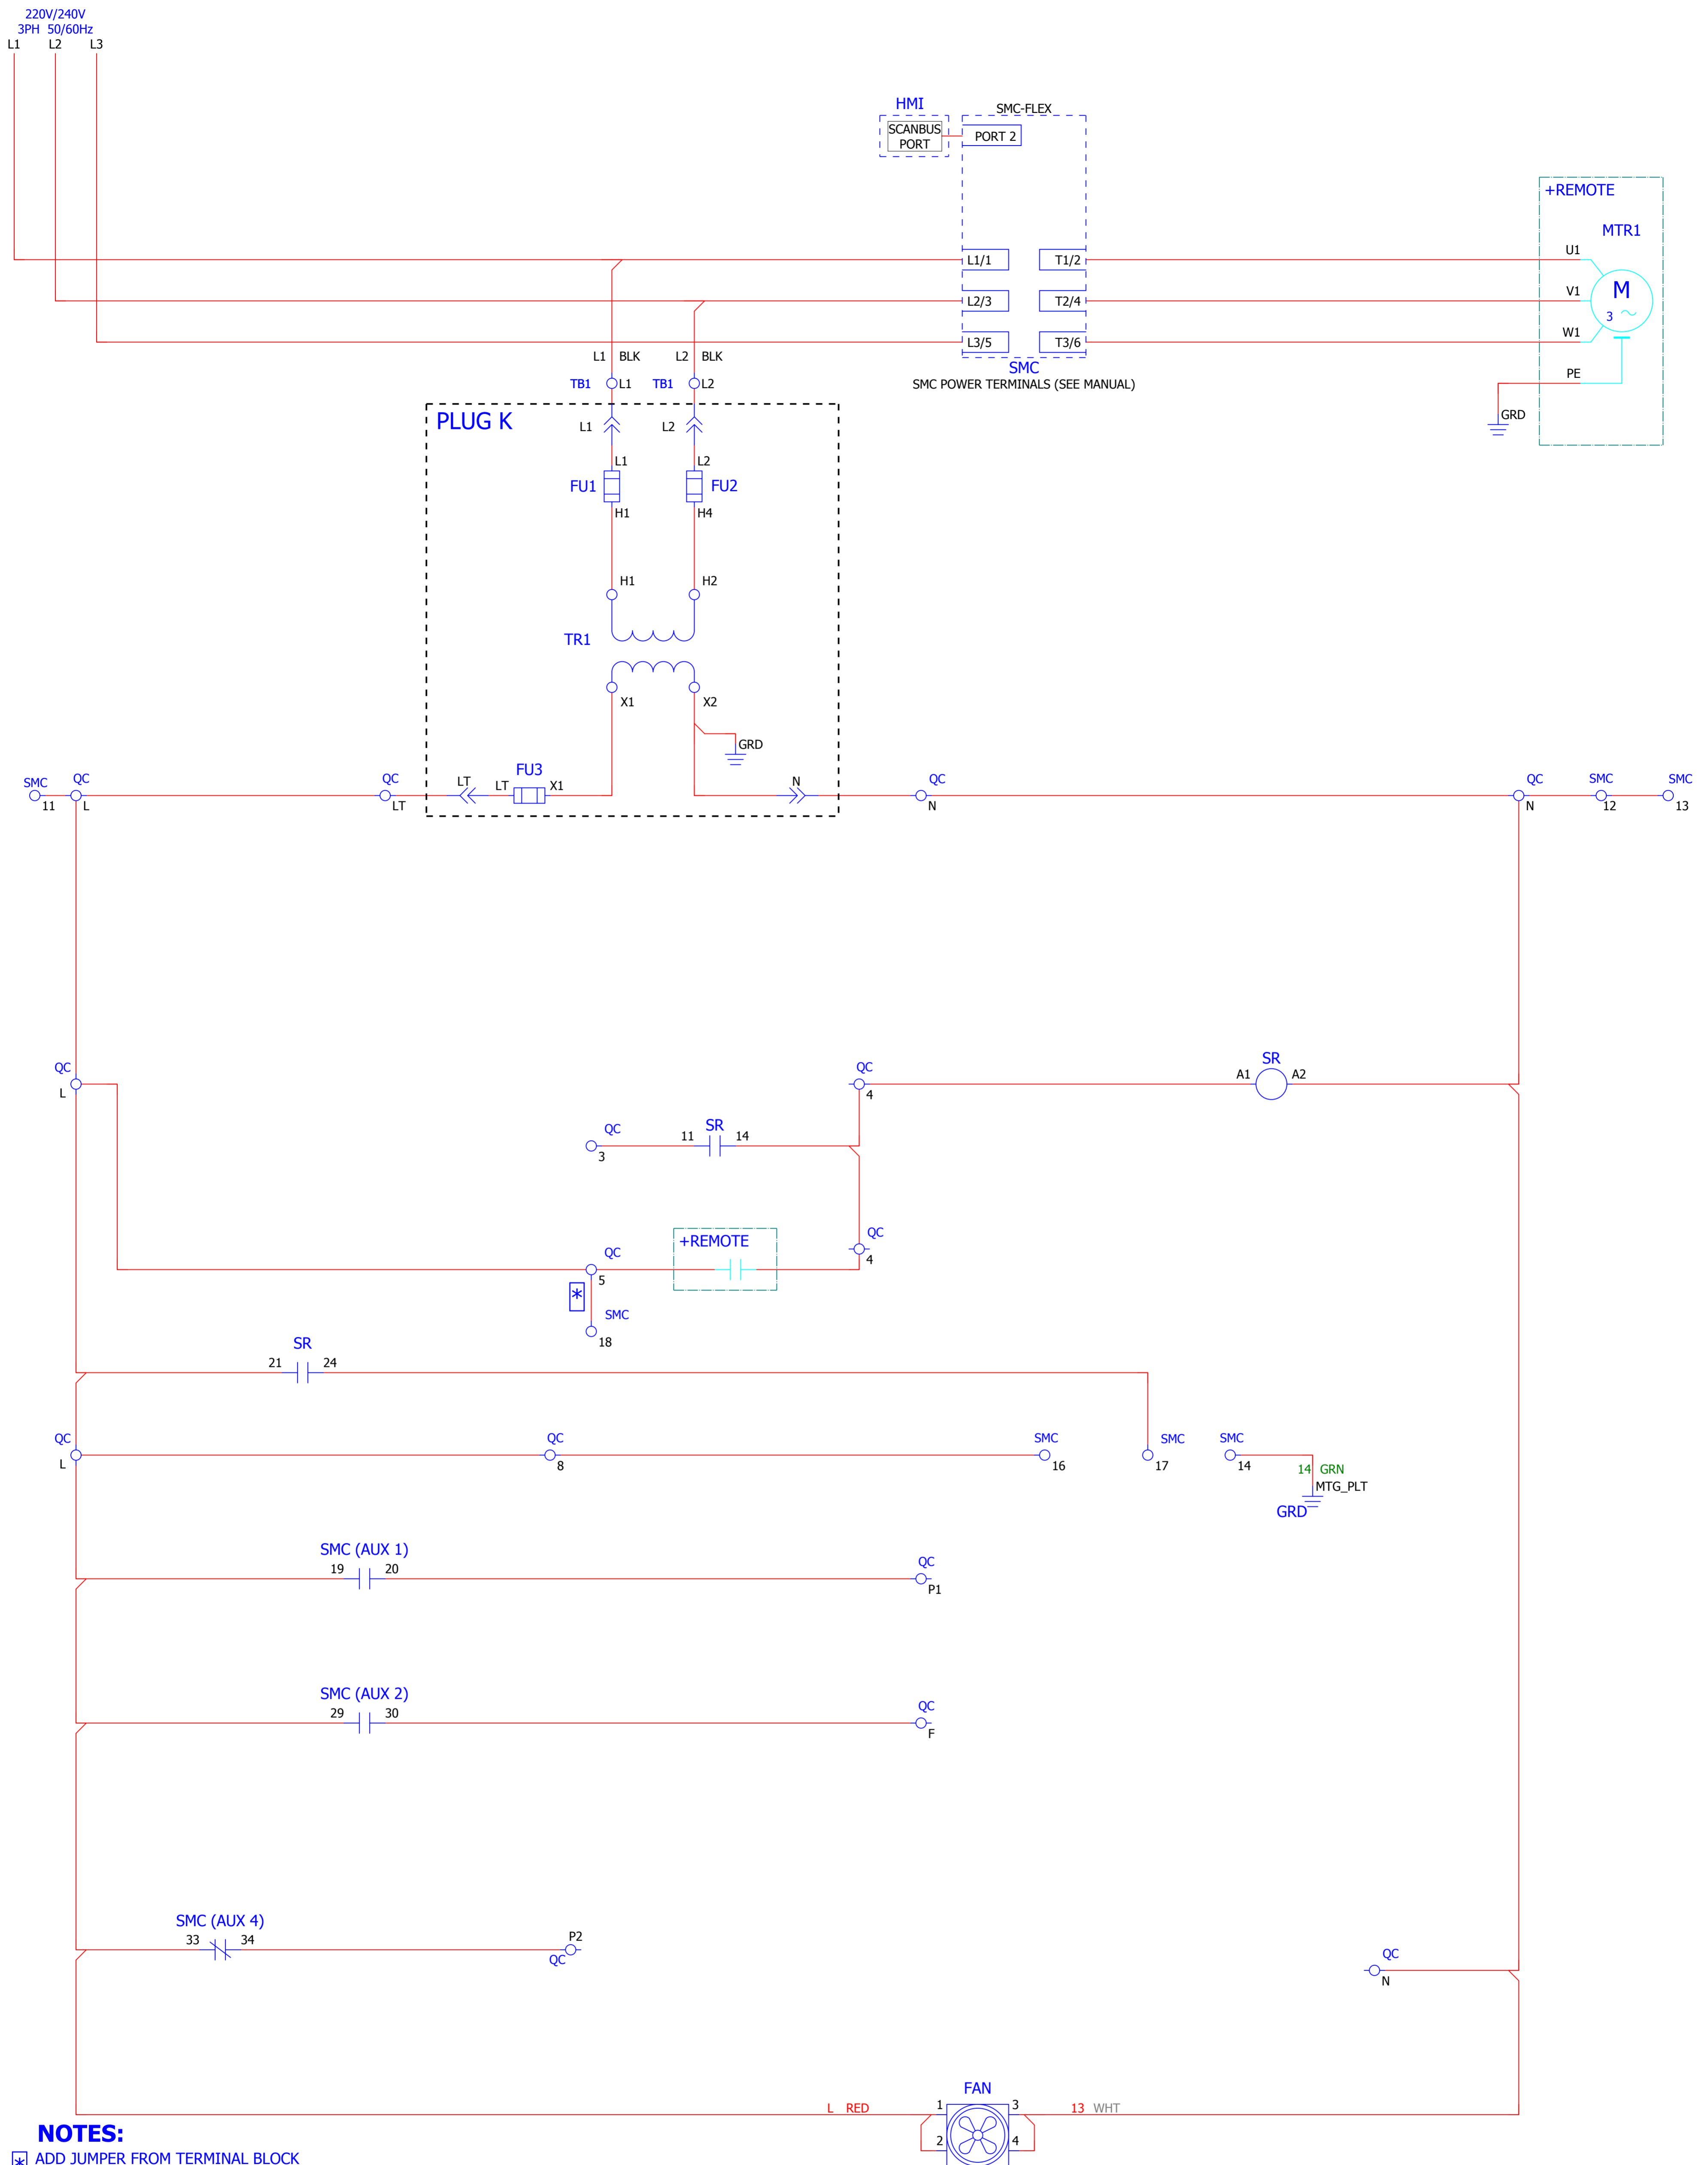 220V/240V
3PH 50/60Hz
L1 L2 L3
HMI
SMC-FLEX
SCANBUS
PORT
PORT 2
+REMOTE
MTR1
L1/1 T1/2 U1
L2/3 T2/4 V1
M
3
L3/5 T3/6 W1
SMC
SMC POWER TERMINALS (SEE MANUAL)
PE
GRD
L1 BLK L2 BLK
TB1 L1 TB1 L2
PLUG K
L1 L2
L1 L2
FU1 FU2
H1 H4
H1 H2
TR1
X1 X2
GRD
FU3
SMC QC QC LT LT X1 N QC QC SMC SMC
11 L LT N N 12 13
QC QC SR
L 4 A1 A2
QC SR
3 11 14
+REMOTE
QC QC
5 4
*
SMC
18
SR
21 24
QC QC SMC SMC SMC
L 8 16 17 14
14 GRN
MTG_PLT
GRD
SMC (AUX 1)
19 20 QC
P1
SMC (AUX 2)
29 30 QC
F
SMC (AUX 4)
33 34 P2
QC
QC
N
FAN
L RED 1 3 13 WHT
2 4
NOTES:
* ADD JUMPER FROM TERMINAL BLOCK